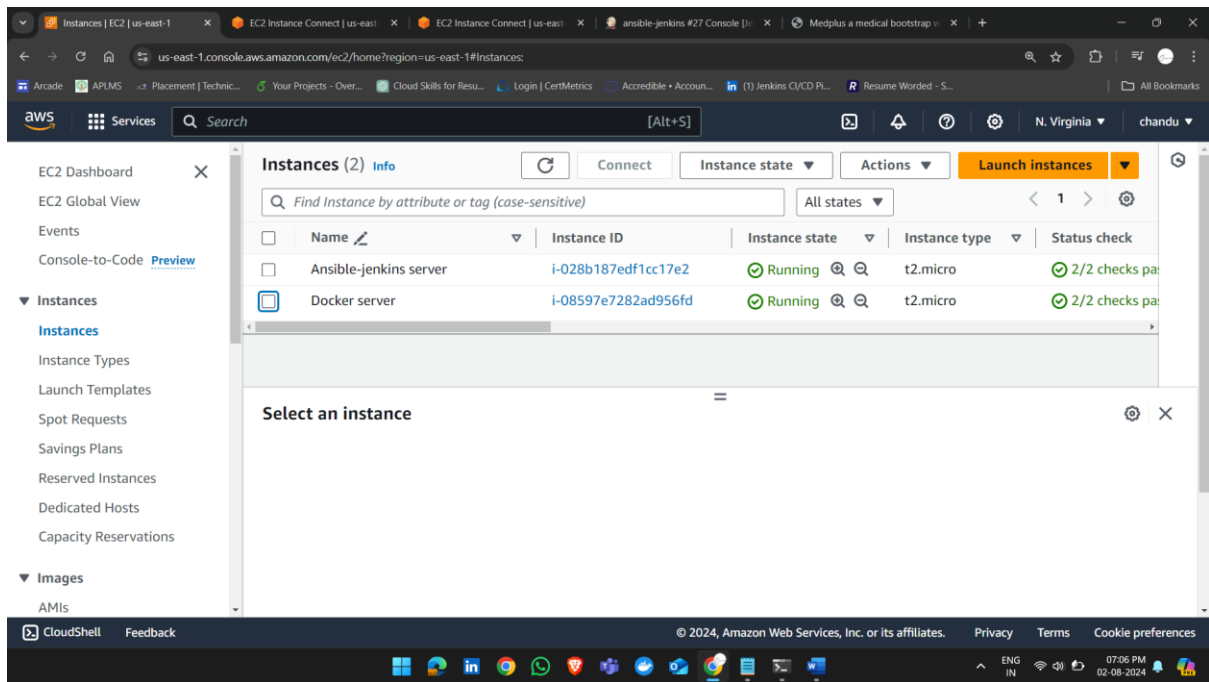 Instances | EC2 | us-east-1
EC2 Instance Connect | us-east-
EC2 Instance Connect | us-east-
ansible-jenkins #27 Console [Je
Medplus a medical bootstrap w
us-east-1.console.aws.amazon.com/ec2/home?region=us-east-1#Instances:
Arcade
APLMS
Placement | Technic...
Your Projects - Over...
Cloud Skills for Resu...
Login | CertMetrics
Accredible • Accoun...
(1) Jenkins CI/CD Pi...
Resume Worded - S...
All Bookmarks
aws
Services
Search
[Alt+S]
N. Virginia
chandu
EC2 Dashboard
EC2 Global View
Events
Console-to-Code Preview
Instances
Instances
Instance Types
Launch Templates
Spot Requests
Savings Plans
Reserved Instances
Dedicated Hosts
Capacity Reservations
Images
AMIs
Instances (2) Info
Connect
Instance state
Actions
Launch instances
Find Instance by attribute or tag (case-sensitive)
All states
1
Name Instance ID Instance state Instance type Status check
Ansible-jenkins server i-028b187edf1cc17e2 Running t2.micro 2/2 checks pa
Docker server i-08597e7282ad956fd Running t2.micro 2/2 checks pa
Select an instance
CloudShell Feedback
© 2024, Amazon Web Services, Inc. or its affiliates. Privacy Terms Cookie preferences
ENG
IN
07:06 PM
02-08-2024